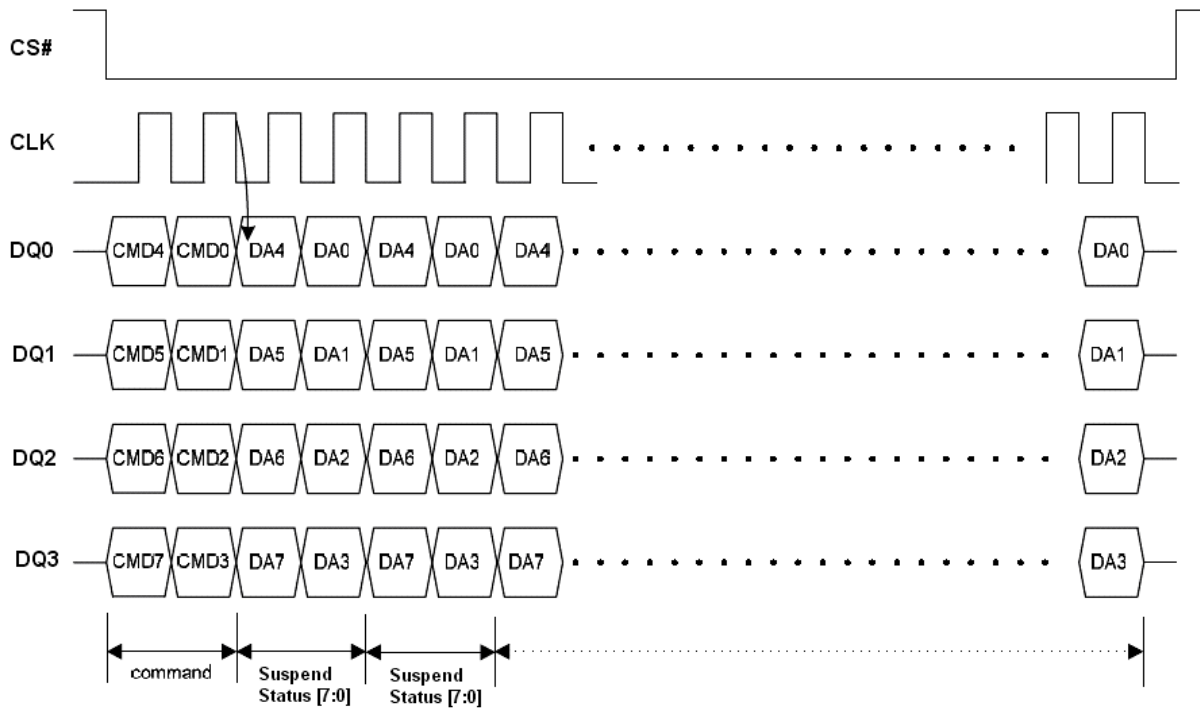 CS#
CLK
DQ0 CMD4 CMD0 DA4 DA0 DA4 DA0 DA4 DA0
DQ1 CMD5 CMD1 DA5 DA1 DA5 DA1 DA5 DA1
DQ2 CMD6 CMD2 DA6 DA2 DA6 DA2 DA6 DA2
DQ3 CMD7 CMD3 DA7 DA3 DA7 DA3 DA7 DA3
command
Suspend
Status [7:0]
Suspend
Status [7:0]